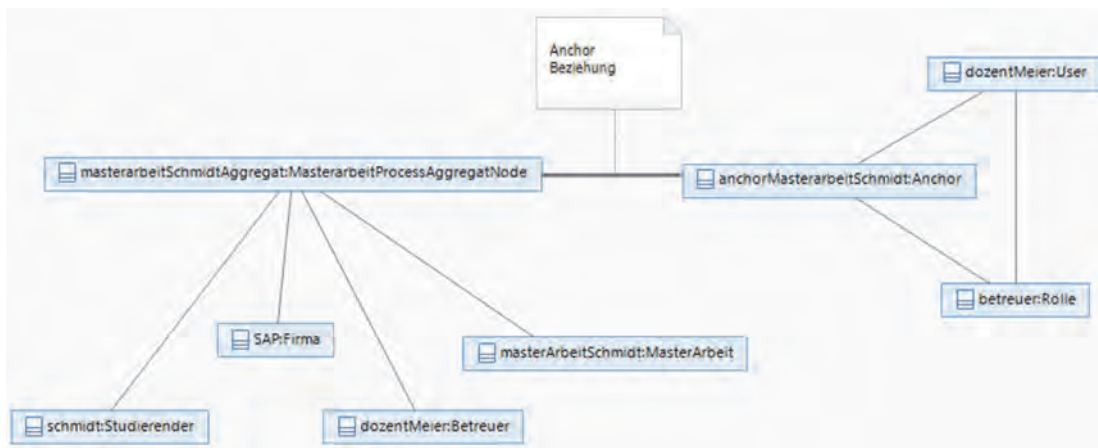 Anchor
Beziehung
dozentMeier:User
masterarbeitSchmidtAggregat:MasterarbeitProcessAggregatNode
anchorMasterarbeitSchmidt:Anchor
betreuer:Rolle
SAP:Firma
masterArbeitSchmidt:MasterArbeit
schmidt:Studierender
dozentMeier:Betreuer